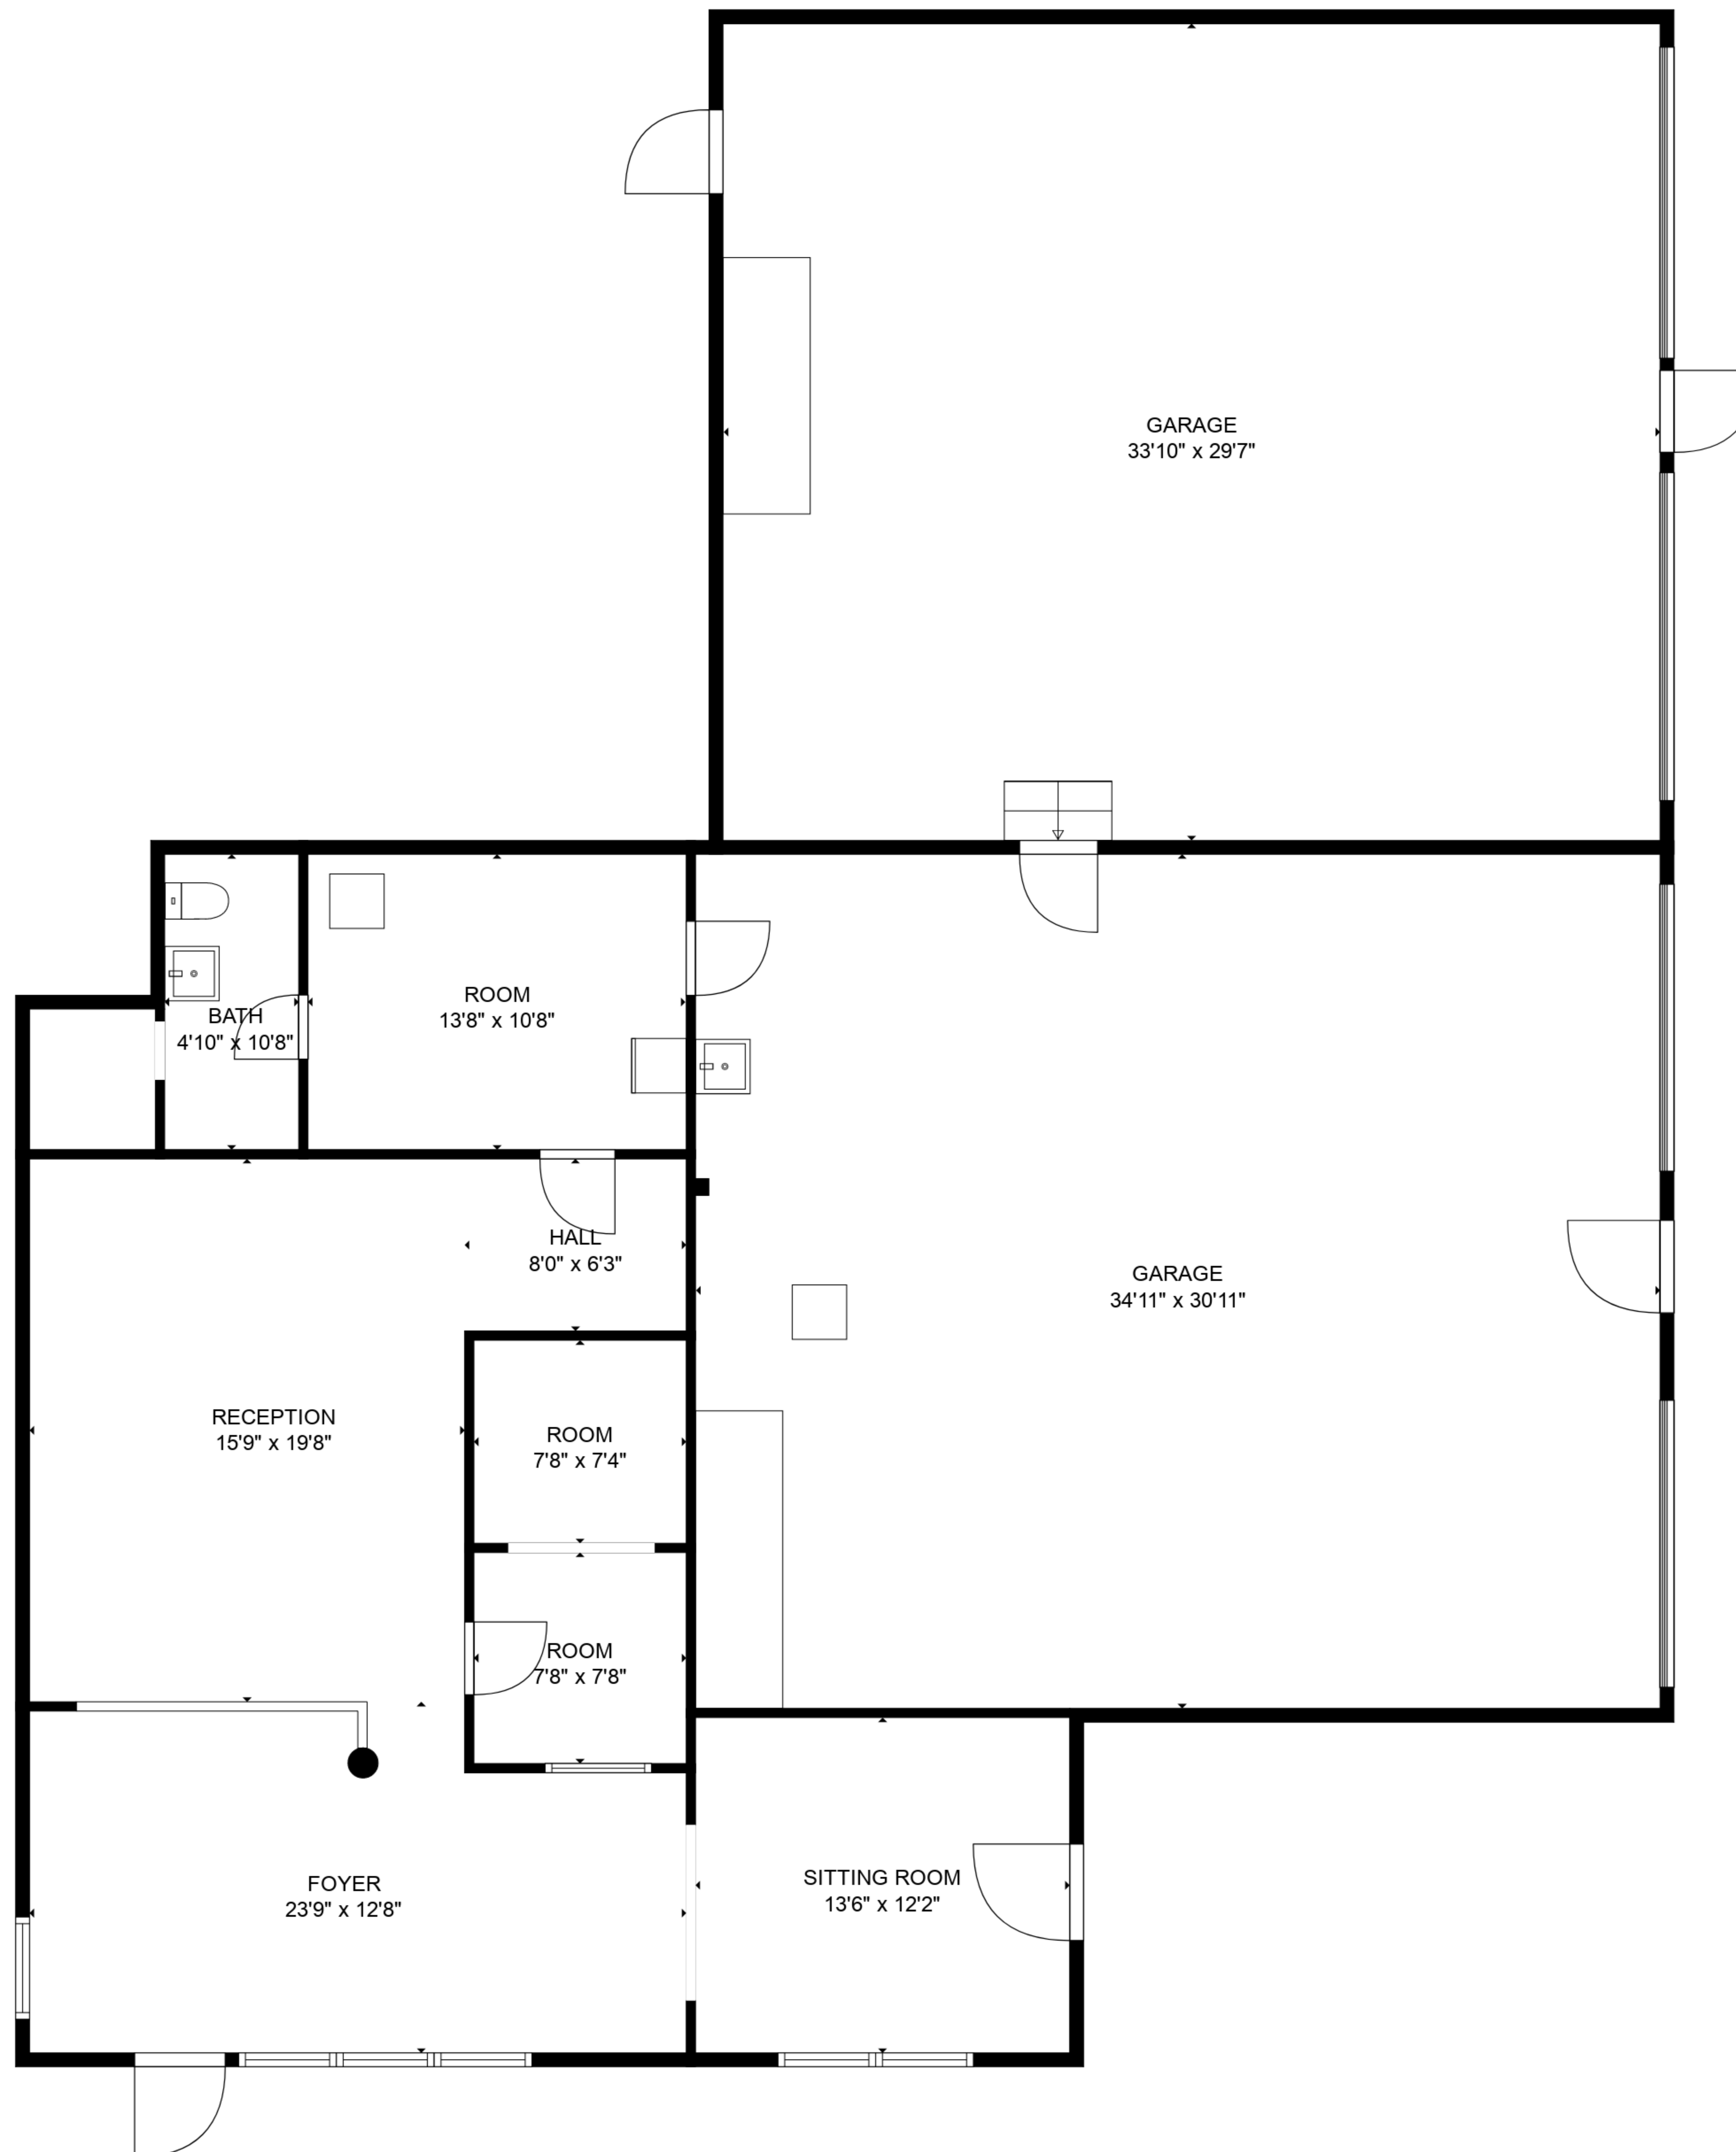 GARAGE
33'10" x 29'7"
ROOM
13'8" x 10'8"
BATH
4'10" x 10'8"
HALL
8'0" x 6'3"
GARAGE
34'11" x 30'11"
RECEPTION
15'9" x 19'8"
ROOM
7'8" x 7'4"
ROOM
7'8" x 7'8"
FOYER
23'9" x 12'8"
SITTING ROOM
13'6" x 12'2"